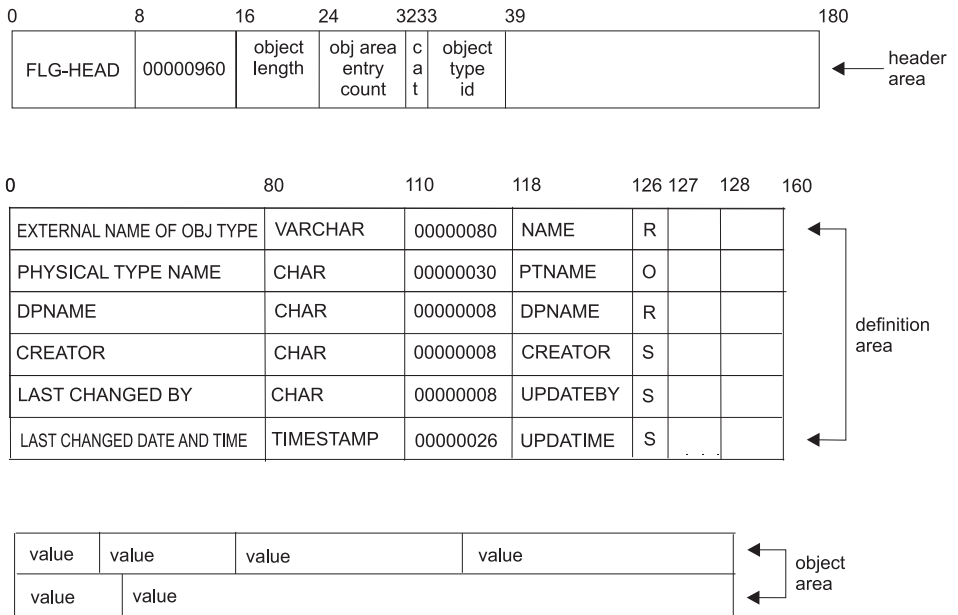 0 8 16 24 3233 39 180
FLG-HEAD 00000960 object length obj area entry count cat object type id
header area
0 80 110 118 126 127 128 160
EXTERNAL NAME OF OBJ TYPE VARCHAR 00000080 NAME R
PHYSICAL TYPE NAME CHAR 00000030 PTNAME O
DPNAME CHAR 00000008 DPNAME R
CREATOR CHAR 00000008 CREATOR S
LAST CHANGED BY CHAR 00000008 UPDATEBY S
LAST CHANGED DATE AND TIME TIMESTAMP 00000026 UPDATIME S . . .
definition area
value value value value
value value
object area